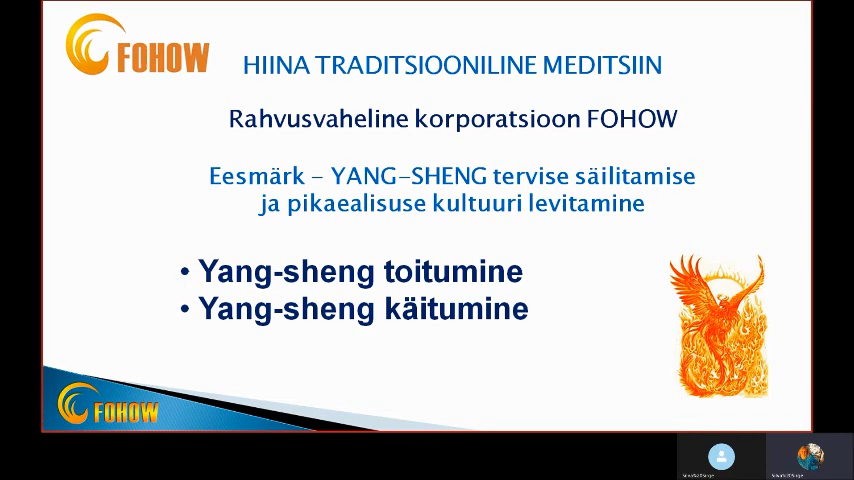 FOHOW
HIINA TRADITSIOONILINE MEDITSIIN
Rahvusvaheline korporatsioon FOHOW
Eesmärk – YANG-SHENG tervise säilitamise
ja pikaealisuse kultuuri levitamine
• Yang-sheng toitumine
• Yang-sheng käitumine
FOHOW